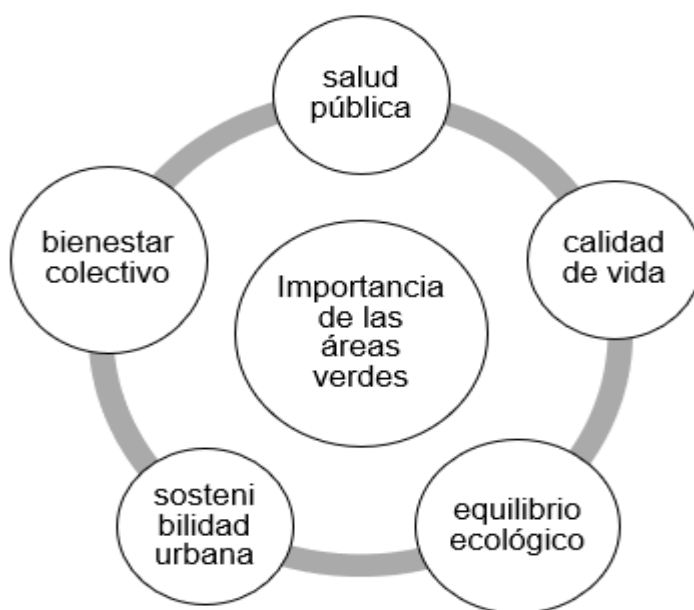 salud
pública
bienestar
colectivo
calidad
de vida
Importancia
de las
áreas
verdes
sosteni
bilidad
urbana
equilibrio
ecológico